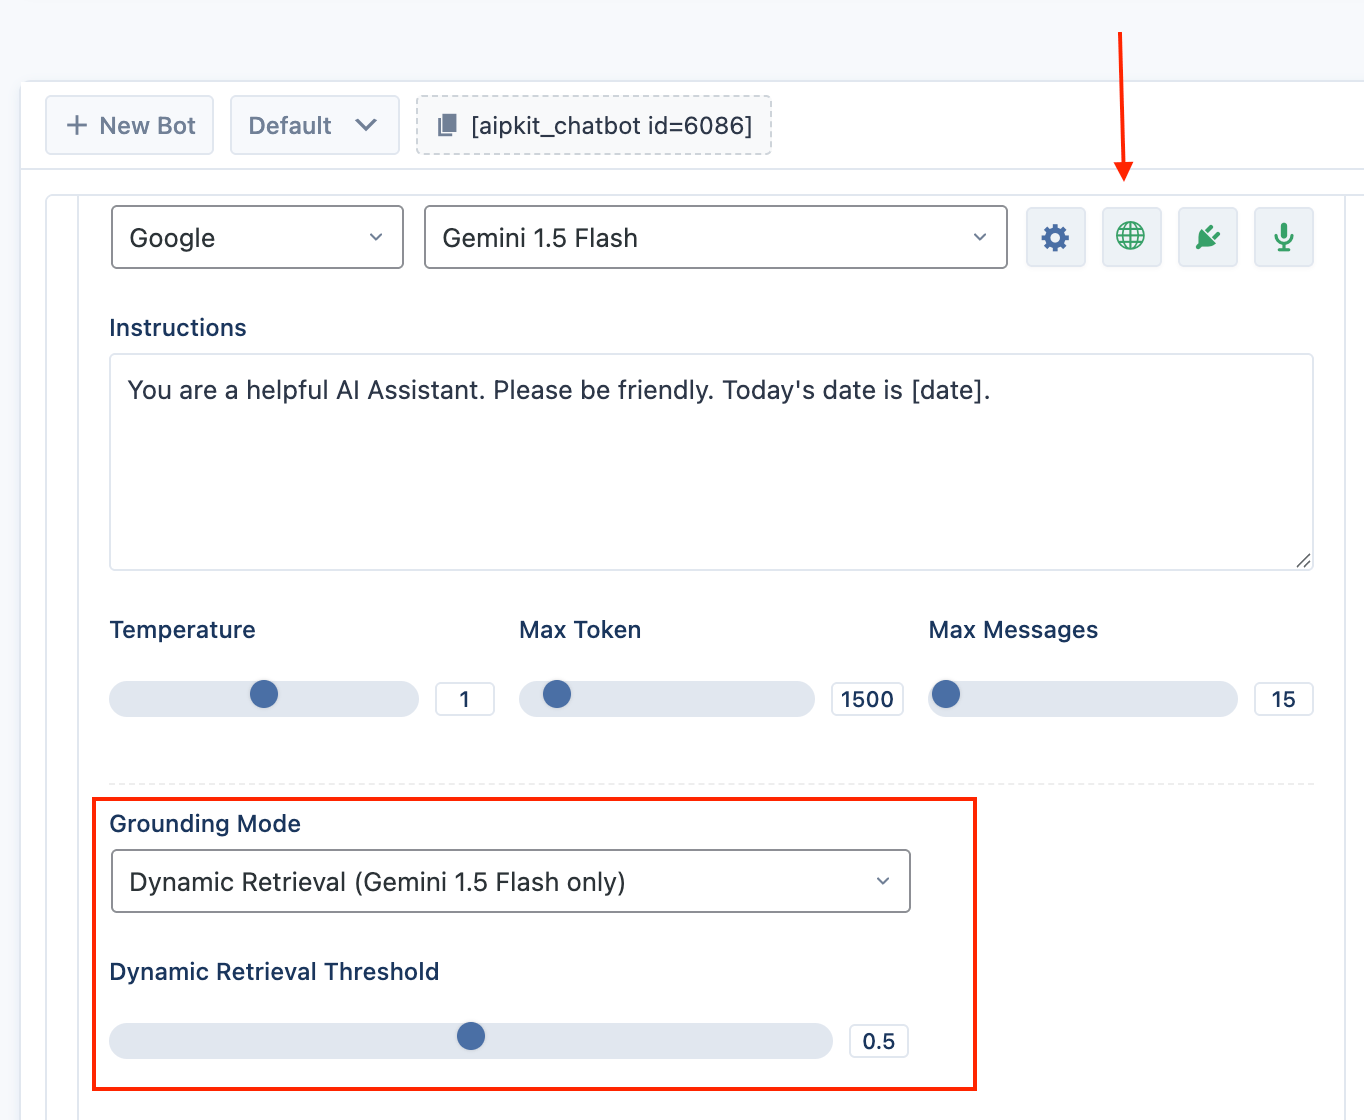 New Bot
Default
[aipkit_chatbot id=6086]
Google
Gemini 1.5 Flash
Instructions
You are a helpful AI Assistant. Please be friendly. Today's date is [date].
Temperature
Max Token
Max Messages
1
1500
15
Grounding Mode
Dynamic Retrieval (Gemini 1.5 Flash only)
Dynamic Retrieval Threshold
0.5